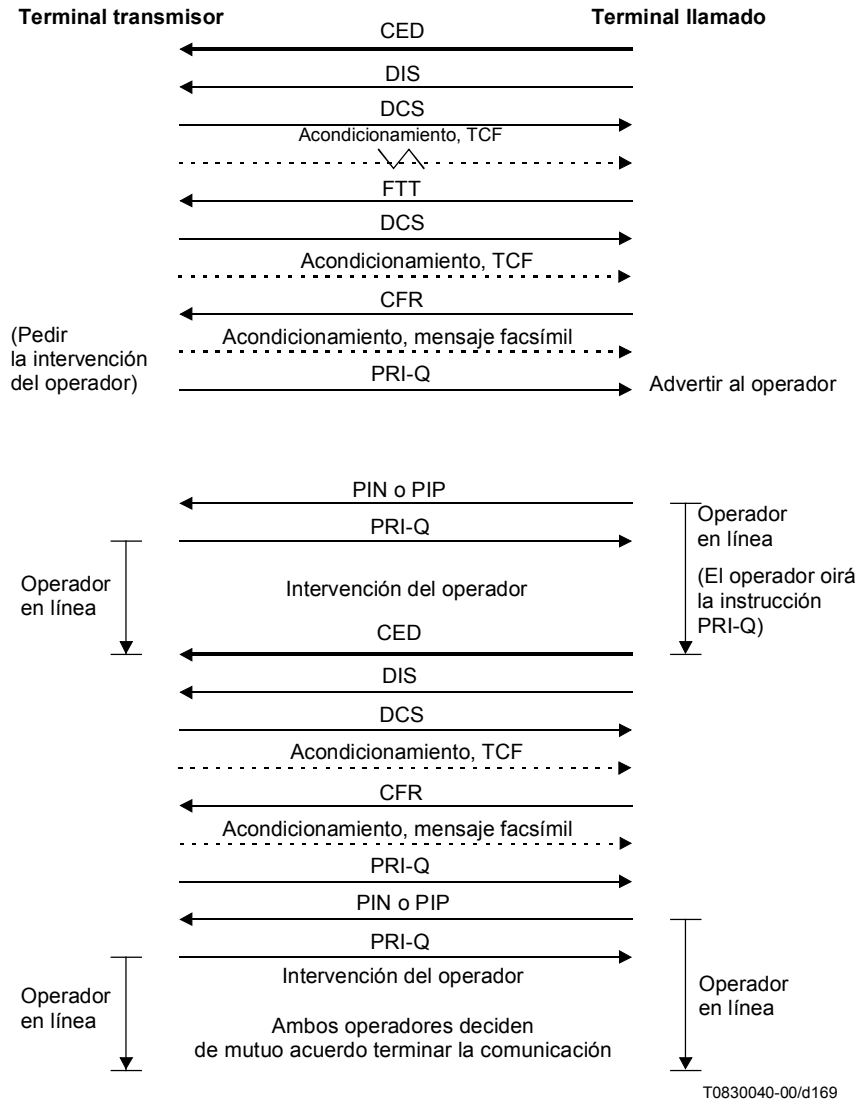 Terminal transmisor
Terminal llamado
CED
DIS
DCS
Acondicionamiento, TCF
FTT
DCS
Acondicionamiento, TCF
CFR
(Pedir
la intervención
del operador)
Acondicionamiento, mensaje facsímil
PRI-Q
Advertir al operador
PIN o PIP
PRI-Q
Operador
en línea
(El operador oirá
la instrucción
PRI-Q)
Operador
en línea
Intervención del operador
CED
DIS
DCS
Acondicionamiento, TCF
CFR
Acondicionamiento, mensaje facsímil
PRI-Q
PIN o PIP
PRI-Q
Intervención del operador
Operador
en línea
Operador
en línea
Ambos operadores deciden
de mutuo acuerdo terminar la comunicación
T0830040-00/d169